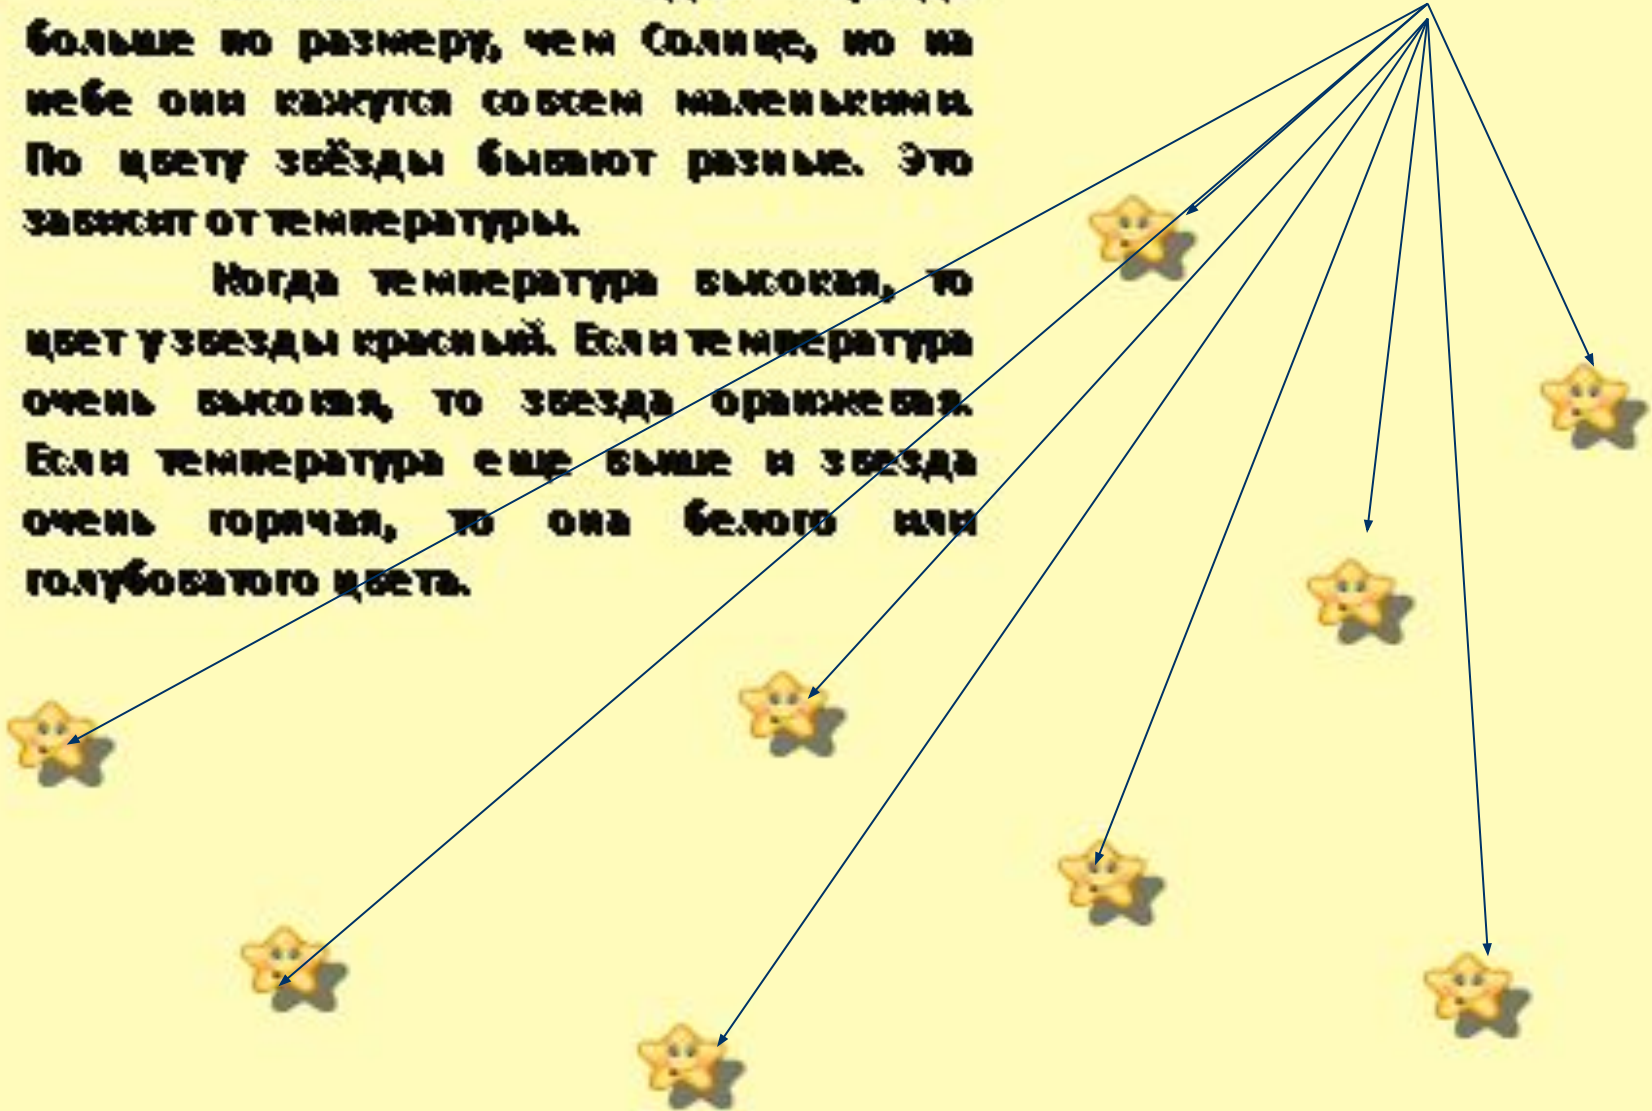 больше по размеру, чем Солнце, но на
небе они кажутся совсем маленькими.
По цвету звёзды бывают разные. Это
зависит от температуры.
Когда температура высокая, то
цвет у звезды красный. Если температура
очень высокая, то звезда оранжевая.
Если температура еще выше и звезда
очень горячая, то она белого или
голубоватого цвета.